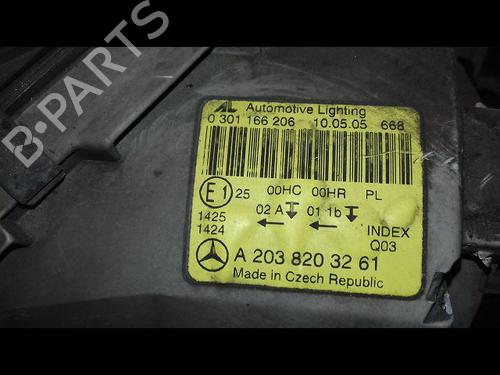 AL Automotive Lighting
0 301 166 206 10.05.05 668
E1 25 00HC 00HR PL
02 A 01 1b
1425
1424
INDEX
Q03
A 203 820 32 61
Made in Czech Republic
B-PARTS